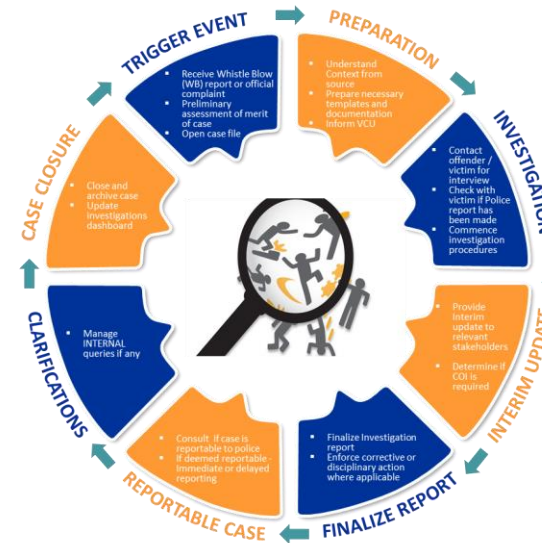 TRIGGER EVENT
▪ Receive Whistle Blow
(WB) report or official
complaint
▪ Preliminary
assessment of merit
of case
▪ Open case file
PREPARATION
▪ Understand
Context from
source
▪ Prepare necessary
templates and
documentation
▪ Inform VCU
INVESTIGATION
▪ Contact
offender /
victim for
interview
▪ Check with
victim if Police
report has
been made
▪ Commence
investigation
procedures
INTERIM UPDATE
▪ Provide
Interim
update to
relevant
stakeholders
▪ Determine if
COI is
required
FINALIZE REPORT
▪ Finalize Investigation
report
▪ Enforce corrective or
disciplinary action
where applicable
REPORTABLE CASE
▪ Consult if case is
reportable to police
▪ If deemed reportable -
Immediate or delayed
reporting
CLARIFICATIONS
▪ Manage
INTERNAL
queries if any
CASE CLOSURE
▪ Close and
archive case
▪ Update
investigations
dashboard